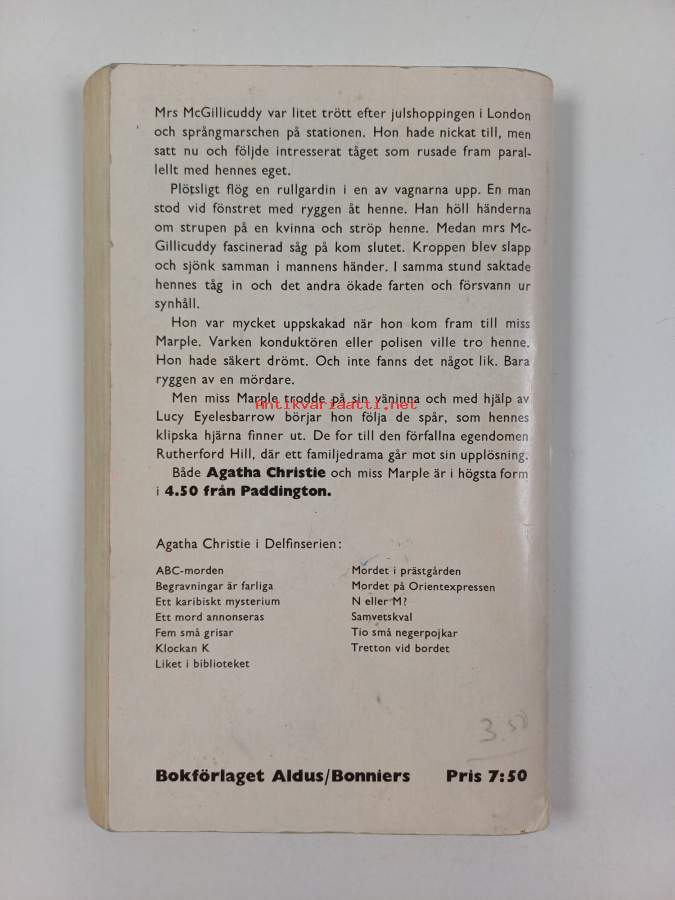 Mrs McGillicuddy var litet trött efter julshoppingen i London
och språngmarschen på stationen. Hon hade nickat till, men
satt nu och följde intresserat tåget som rusade fram paral-
lellt med hennes eget.
Plötsligt flög en rullgardin i en av vagnarna upp. En man
stod vid fönstret med ryggen åt henne. Han höll händerna
om strupen på en kvinna och ströp henne. Medan mrs Mc-
Gillicuddy fascinerad såg på kom slutet. Kroppen blev slapp
och sjönk samman i mannens händer. I samma stund saktade
hennes tåg in och det andra ökade farten och försvann ur
synhåll.
Hon var mycket uppskakad när hon kom fram till miss
Marple. Varken konduktören eller polisen ville tro henne.
Hon hade säkert drömt. Och inte fanns det något lik. Bara
ryggen av en mördare.
Men miss Marple trodde på sin väninna och med hjälp av
Antikvariaatti.net
Lucy Eyelesbarrow börjar hon följa de spår, som hennes
klipska hjärna finner ut. De for till den förfallna egendomen
Rutherford Hill, där ett familjedrama går mot sin upplösning.
Både Agatha Christie och miss Marple är i högsta form
i 4.50 från Paddington.
Agatha Christie i Delfinserien:
ABC-morden
Begravningar är farliga
Ett karibiskt mysterium
Ett mord annonseras
Fem små grisar
Klockan K
Liket i biblioteket
Mordet i prästgården
Mordet på Orientexpressen
N eller M?
Samvetskval
Tio små negerpojkar
Tretton vid bordet
3.50
Bokförlaget Aldus/Bonniers Pris 7:50